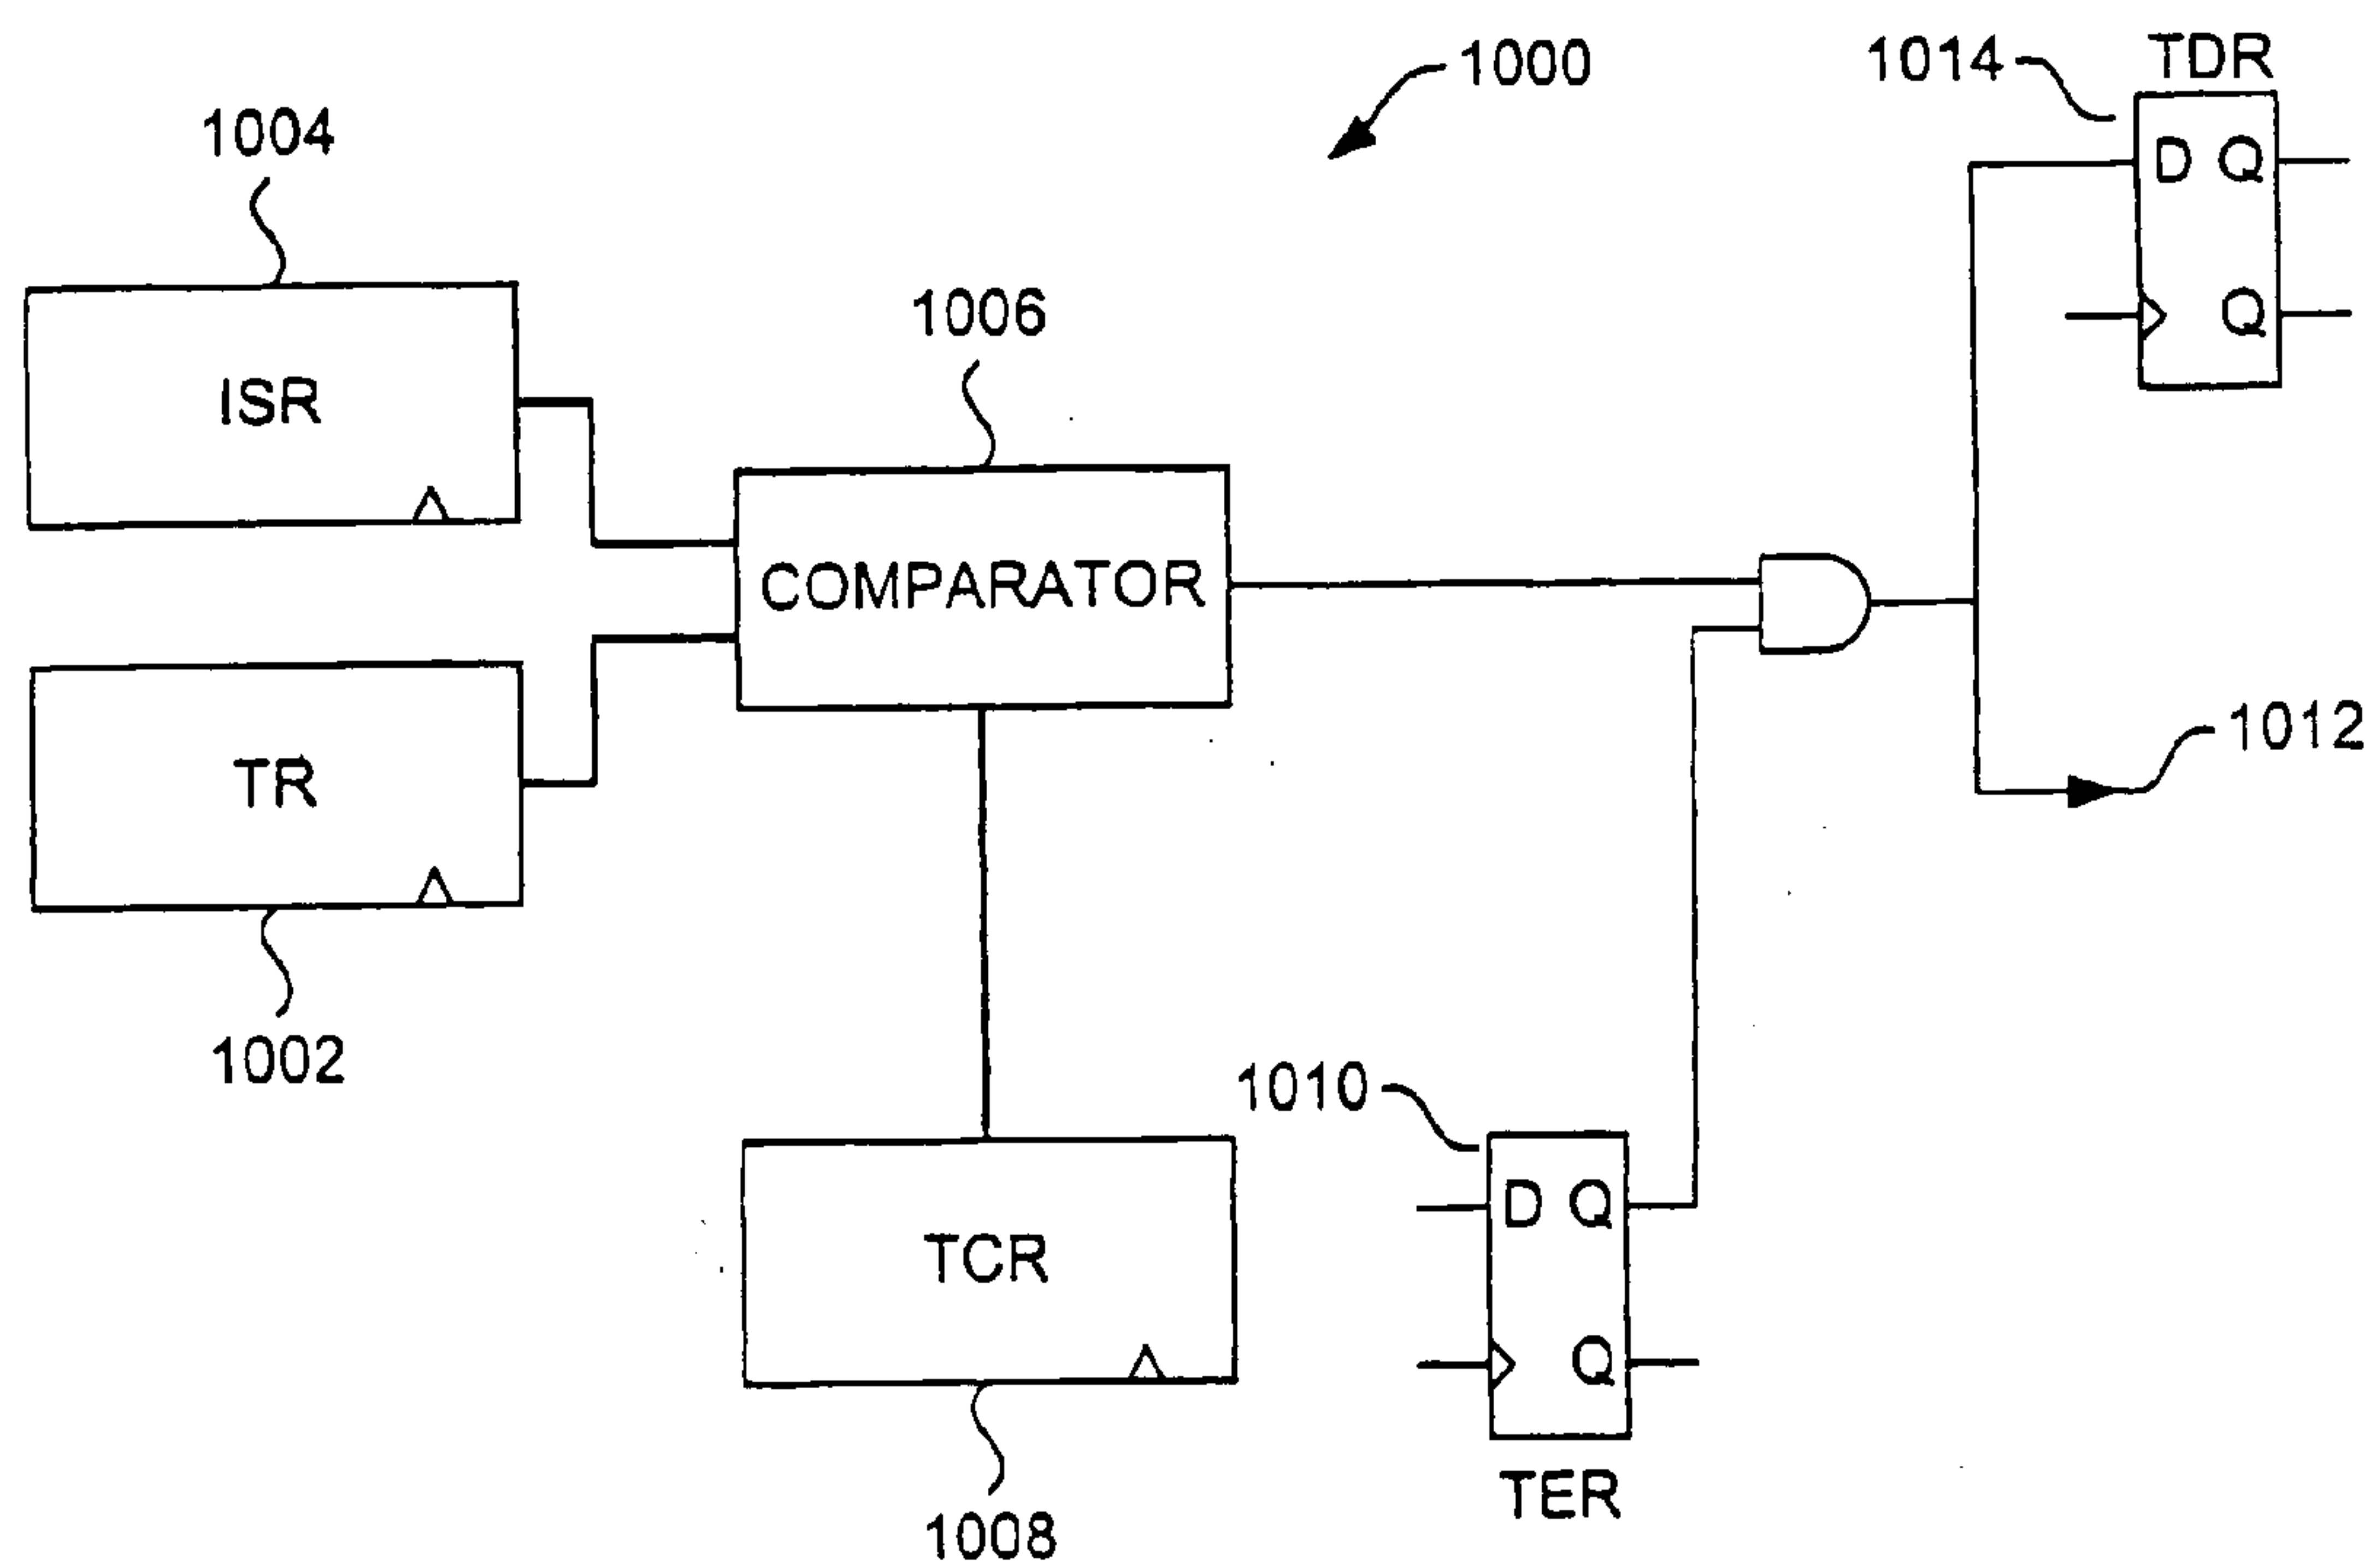 1000
1014
TDR
D Q
Q
1004
ISR
1006
COMPARATOR
TR
1002
1012
1010
D Q
Q
TER
TCR
1008